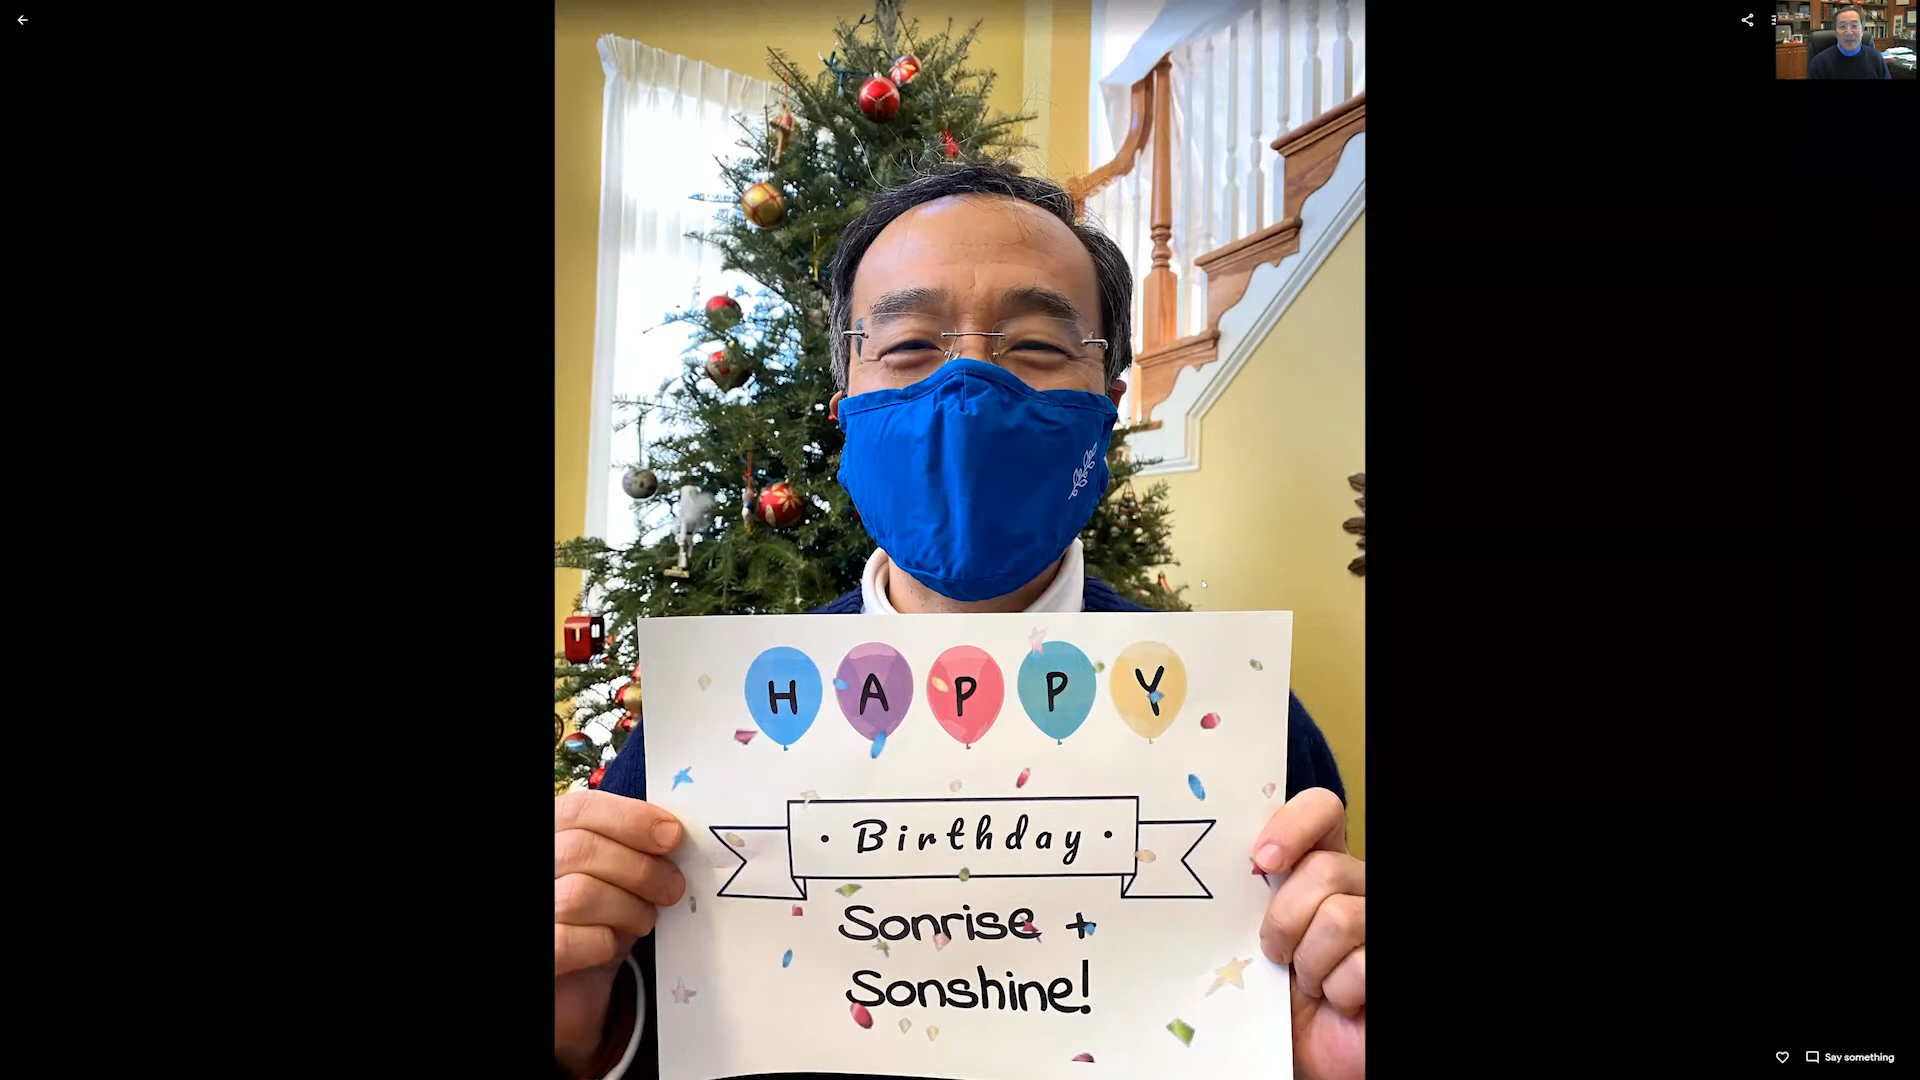 HAPPY
• Birthday •
Sonrise +
Sonshine!
Say something